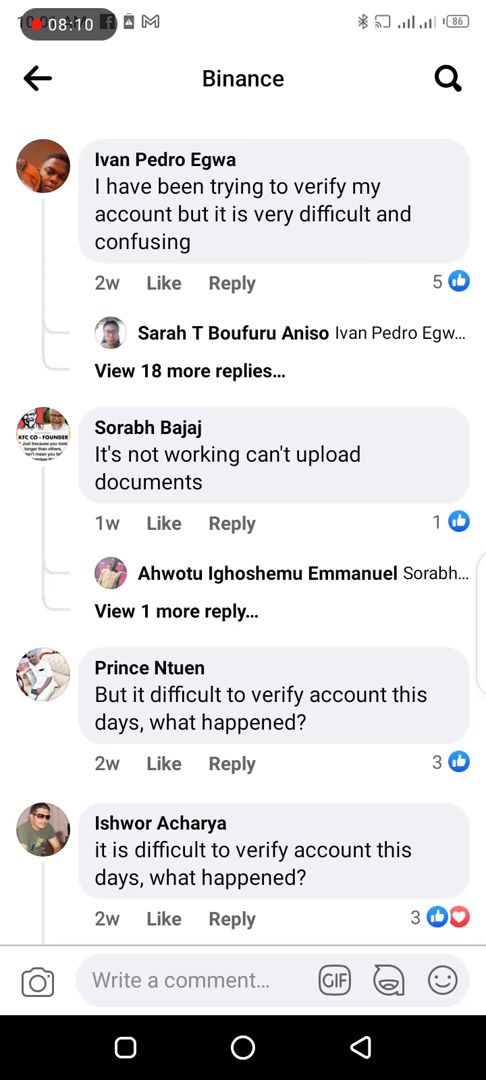 08:10
86
Binance
Ivan Pedro Egwa
I have been trying to verify my
account but it is very difficult and
confusing
2w Like Reply 5
Sarah T Boufuru Aniso Ivan Pedro Egw...
View 18 more replies...
KFC CO - FOUNDER
Sorabh Bajaj
It's not working can't upload
documents
1w Like Reply 1
Ahwotu Ighoshemu Emmanuel Sorabh...
View 1 more reply...
Prince Ntuen
But it difficult to verify account this
days, what happened?
2w Like Reply 3
Ishwor Acharya
it is difficult to verify account this
days, what happened?
2w Like Reply 3
Write a comment... GIF